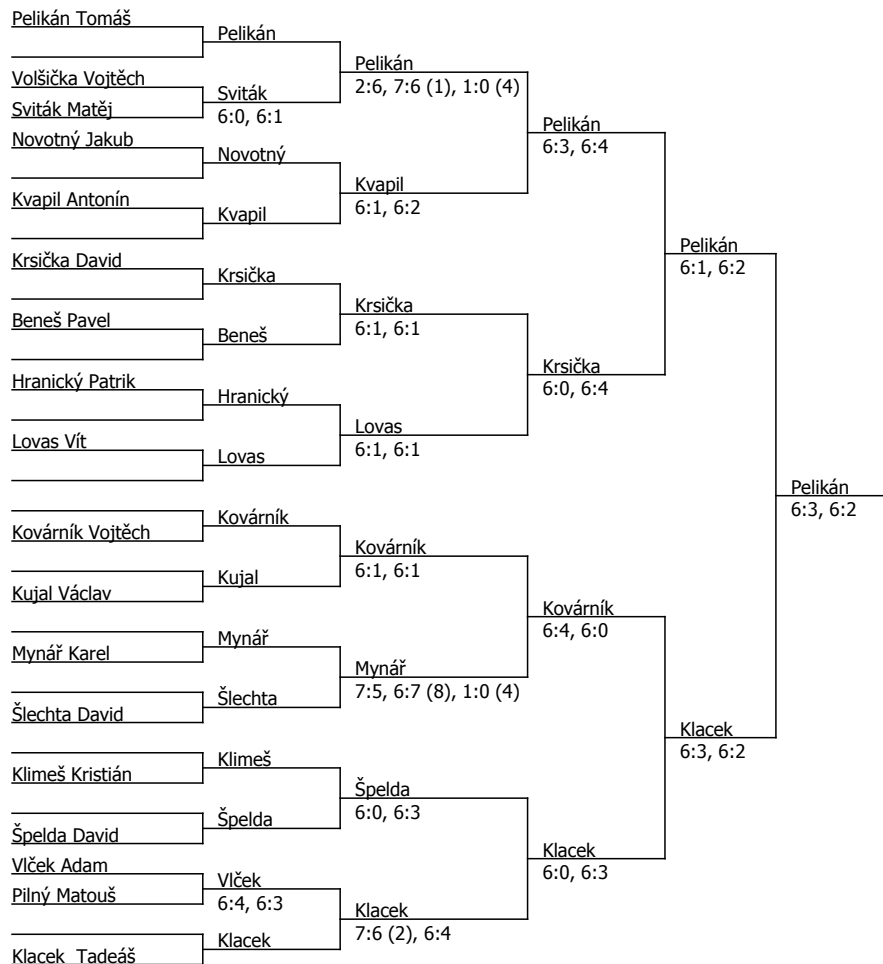 Pelikán Tomáš
Volšička Vojtěch
Sviták Matěj
Novotný Jakub
Kvapil Antonín
Krsička David
Beneš Pavel
Hranický Patrik
Lovas Vít
Kovárník Vojtěch
Kujal Václav
Mynář Karel
Šlechta David
Klimeš Kristián
Špelda David
Vlček Adam
Pilný Matouš
Klacek Tadeáš
Pelikán
Sviták
6:0, 6:1
Novotný
Kvapil
Krsička
Beneš
Hranický
Lovas
Kovárník
Kujal
Mynář
Šlechta
Klimeš
Špelda
Vlček
6:4, 6:3
Klacek
Pelikán
2:6, 7:6 (1), 1:0 (4)
Kvapil
6:1, 6:2
Krsička
6:1, 6:1
Lovas
6:1, 6:1
Kovárník
6:1, 6:1
Mynář
7:5, 6:7 (8), 1:0 (4)
Špelda
6:0, 6:3
Klacek
7:6 (2), 6:4
Pelikán
6:3, 6:4
Krsička
6:0, 6:4
Kovárník
6:4, 6:0
Klacek
6:0, 6:3
Pelikán
6:1, 6:2
Klacek
6:3, 6:2
Pelikán
6:3, 6:2